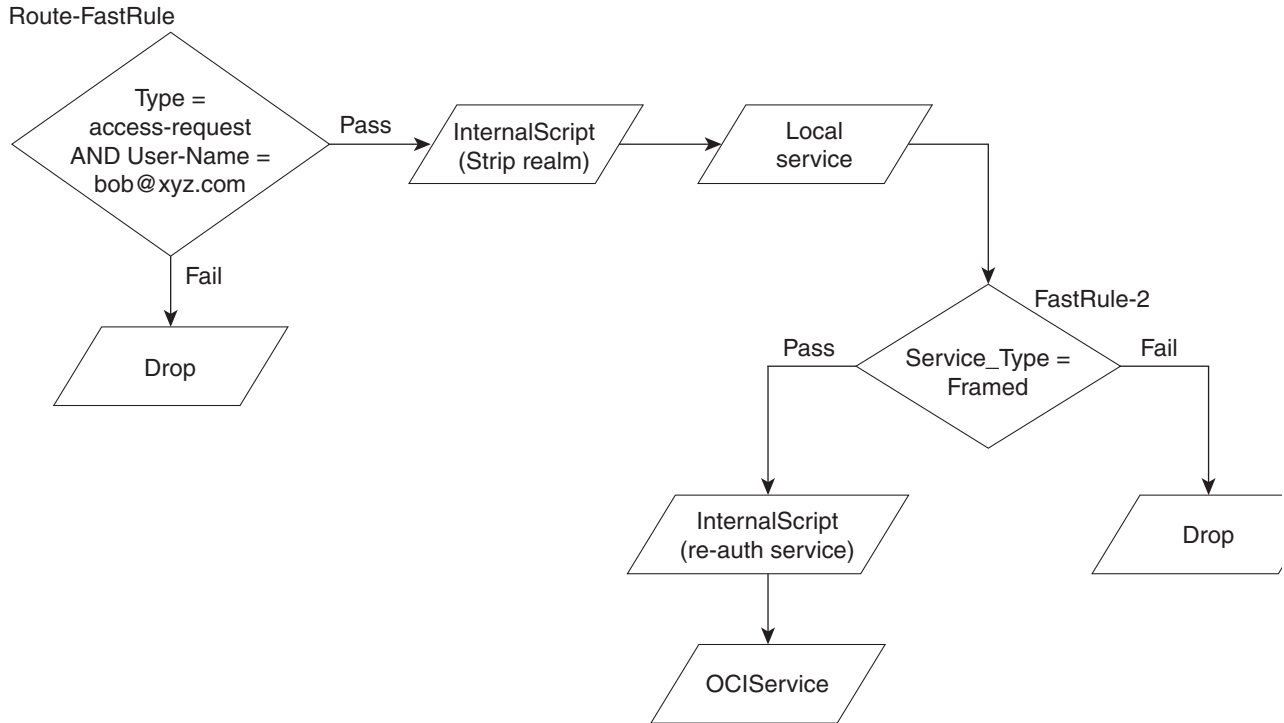 Route-FastRule
Type =
access-request
AND User-Name =
bob@xyz.com
Pass
InternalScript
(Strip realm)
Local
service
Fail
Drop
FastRule-2
Pass
Service_Type =
Framed
Fail
InternalScript
(re-auth service)
Drop
OCIService